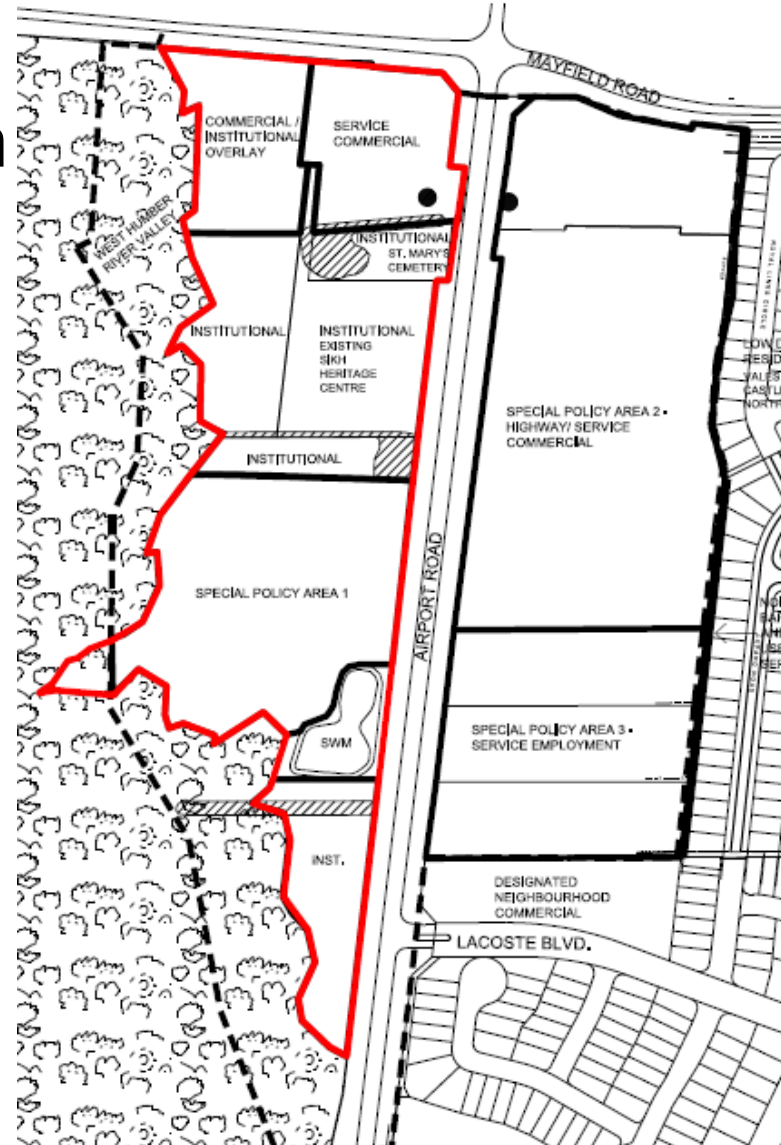 MAYFIELD ROAD
COMMERCIAL /
INSTITUTIONAL
OVERLAY
SERVICE
COMMERCIAL
WEST HUMBER
RIVER VALLEY
INSTITUTIONAL
ST. MARY'S
CEMETERY
INSTITUTIONAL
INSTITUTIONAL
EXISTING
SIKH
HERITAGE
CENTRE
INSTITUTIONAL
SPECIAL POLICY AREA 2 -
HIGHWAY/ SERVICE
COMMERCIAL
SPECIAL POLICY AREA 1
AIRPORT ROAD
SWM
SPECIAL POLICY AREA 3 -
SERVICE EMPLOYMENT
INST.
DESIGNATED
NEIGHBOURHOOD
COMMERCIAL
LACOSTE BLVD.